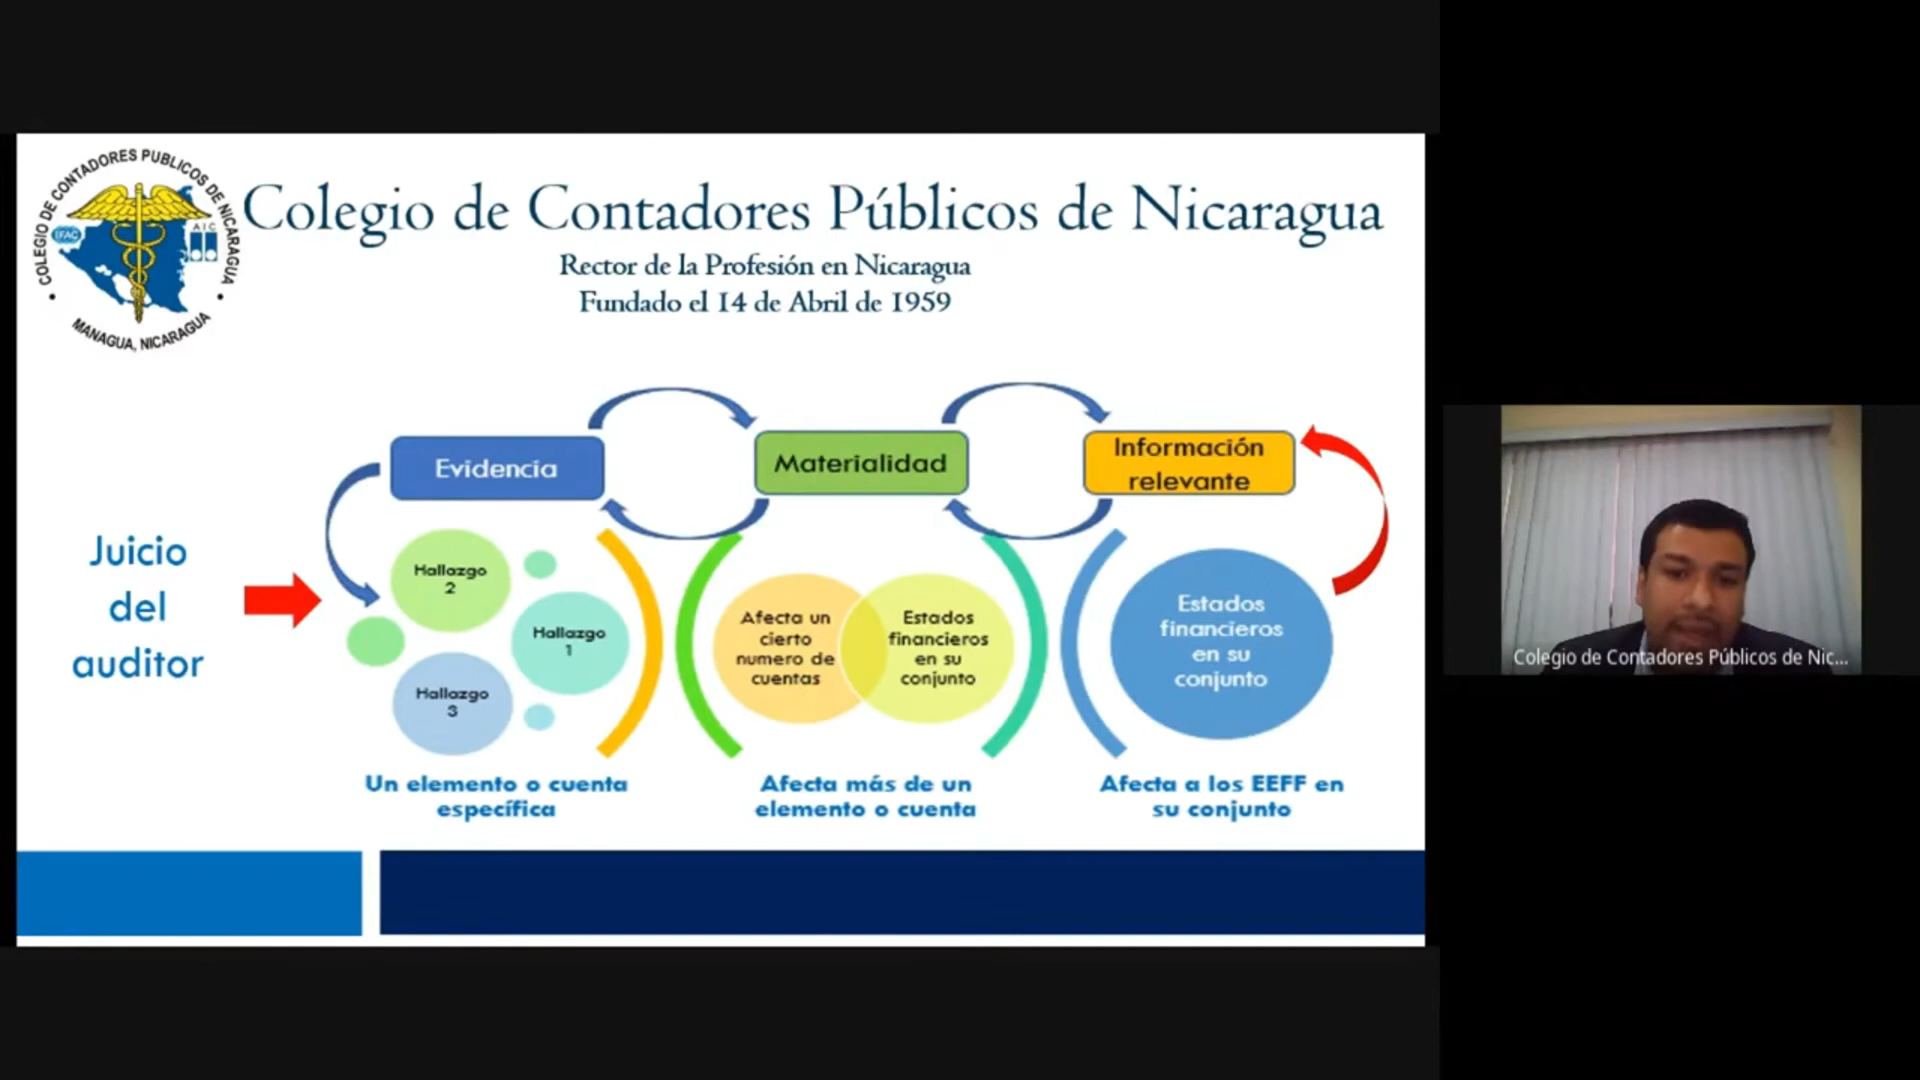 COLEGIO DE CONTADORES PUBLICOS DE NICARAGUA
IFAC
AIC
MANAGUA, NICARAGUA
Colegio de Contadores Públicos de Nicaragua
Rector de la Profesión en Nicaragua
Fundado el 14 de Abril de 1959
Juicio
del
auditor
Evidencia
Hallazgo
2
Hallazgo
1
Hallazgo
3
Un elemento o cuenta
específica
Materialidad
Afecta un
cierto
numero de
cuentas
Estados
financieros
en su
conjunto
Afecta más de un
elemento o cuenta
Información
relevante
Estados
financieros
en su
conjunto
Afecta a los EEFF en
su conjunto
Colegio de Contadores Públicos de Nic...